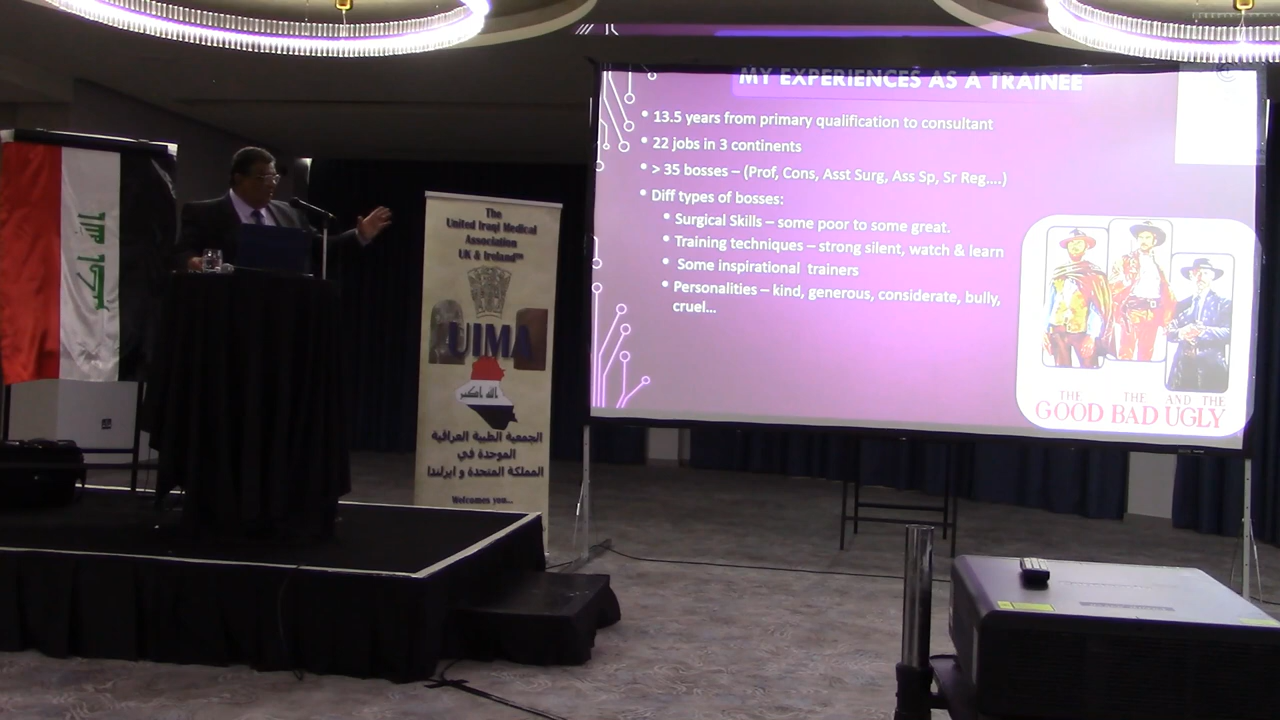 MY EXPERIENCES AS A TRAINEE
• 13.5 years from primary qualification to consultant
• 22 jobs in 3 continents
• > 35 bosses – (Prof, Cons, Asst Surg, Ass Sp, Sr Reg....)
• Diff types of bosses:
• Surgical Skills – some poor to some great.
• Training techniques – strong silent, watch & learn
• Some inspirational trainers
• Personalities – kind, generous, considerate, bully,
cruel...
THE THE AND THE
GOOD BAD UGLY
The
United Iraqi Medical
Association
UK & Ireland™
UIMA
الله اكبر
الجمعية الطبية العراقية
الموحدة في
المملكة المتحدة و ايرلندا
Welcomes you...
الله اكبر